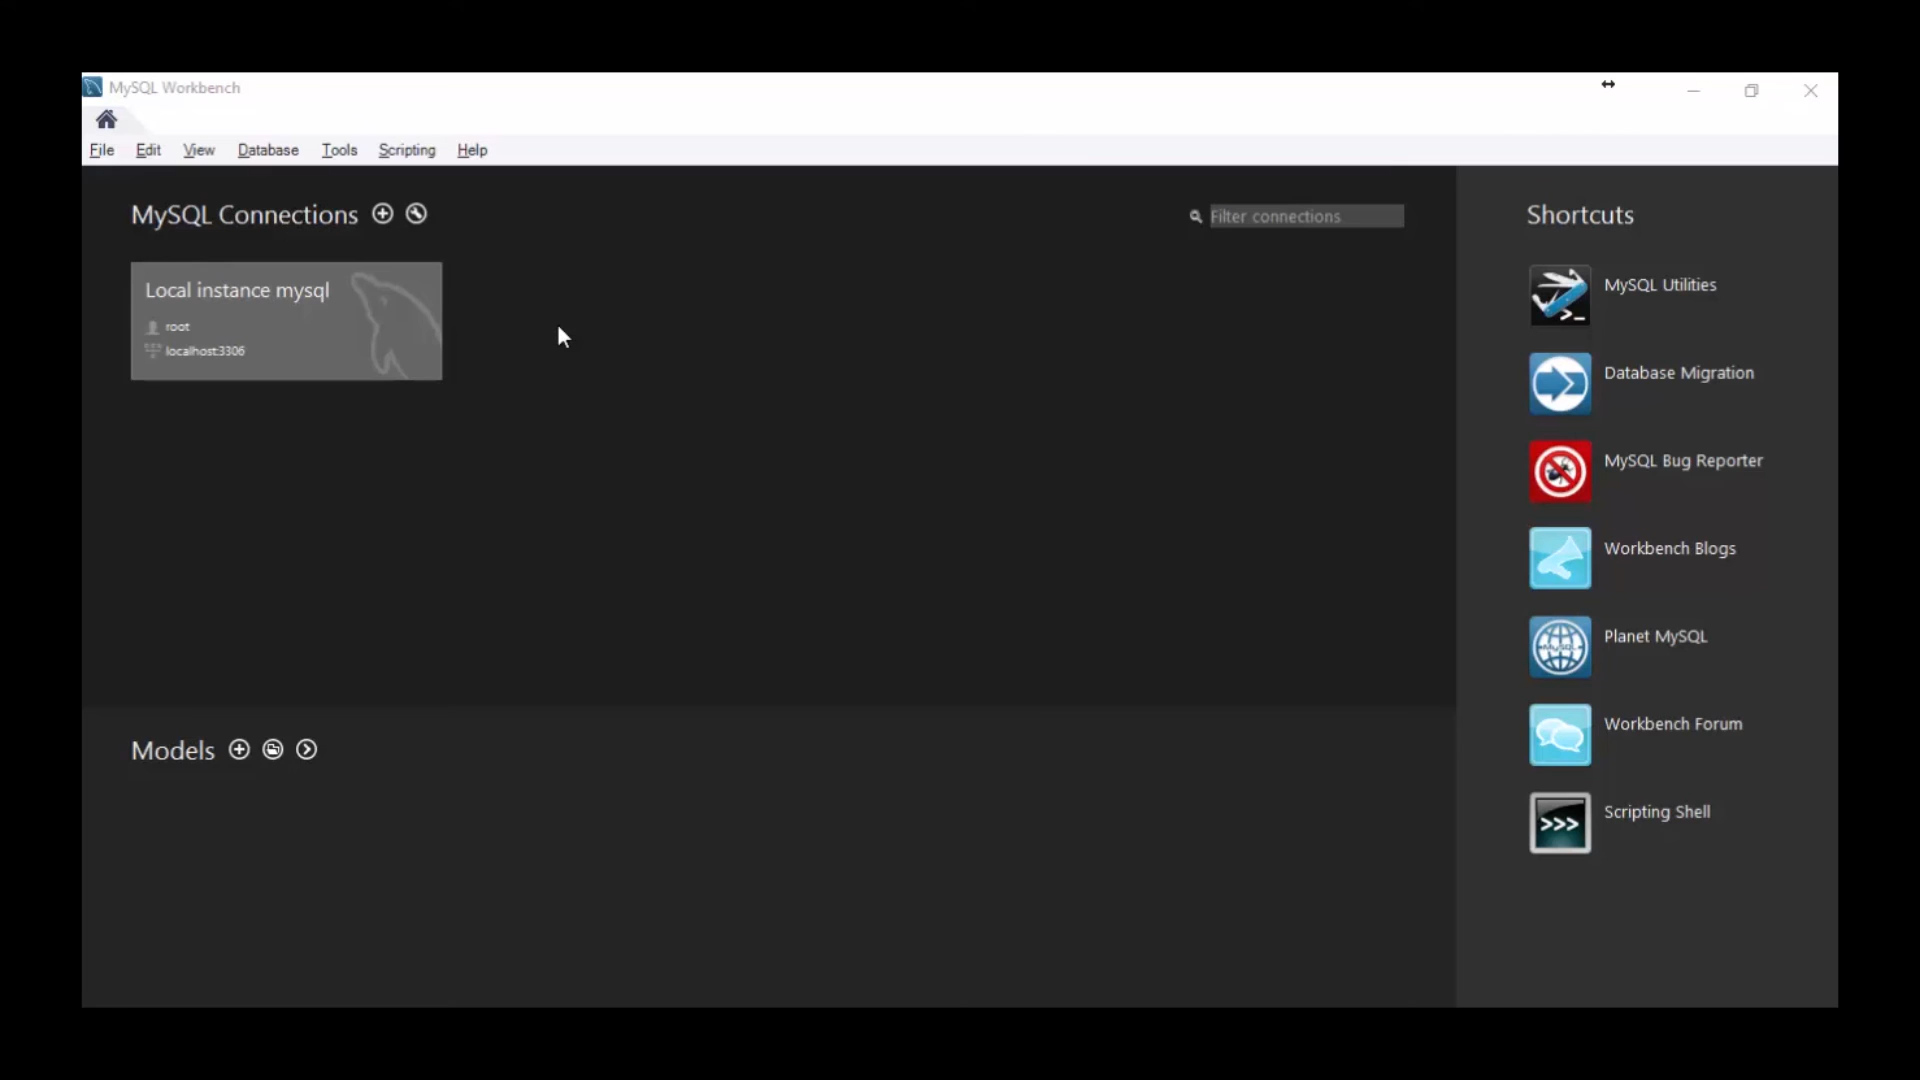 MySQL Workbench
File Edit View Database Tools Scripting Help
MySQL Connections
Filter connections
Local instance mysql
root
localhost:3306
Models
Shortcuts
MySQL Utilities
Database Migration
MySQL Bug Reporter
Workbench Blogs
Planet MySQL
Workbench Forum
Scripting Shell